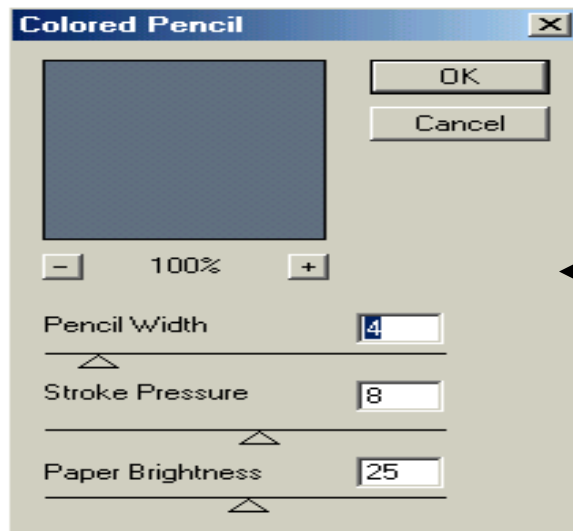 Colored Pencil
OK
Cancel
- 100% +
Pencil Width 4
Stroke Pressure 8
Paper Brightness 25